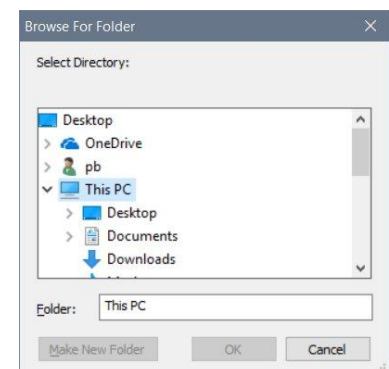 Browse For Folder
Select Directory:
Desktop
OneDrive
pb
This PC
Desktop
Documents
Downloads
Folder: This PC
Make New Folder OK Cancel